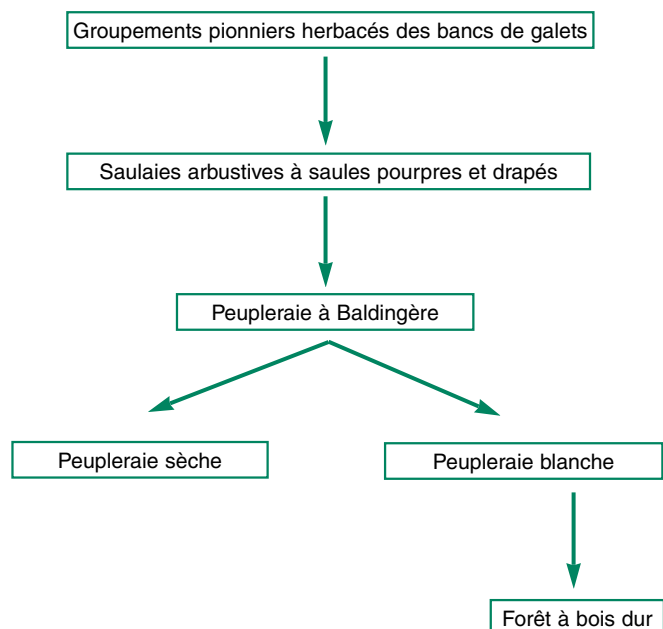 Groupements pionniers herbacés des bancs de galets
Saulaies arbustives à saules pourpres et drapés
Peupleraie à Baldingère
Peupleraie sèche
Peupleraie blanche
Forêt à bois dur